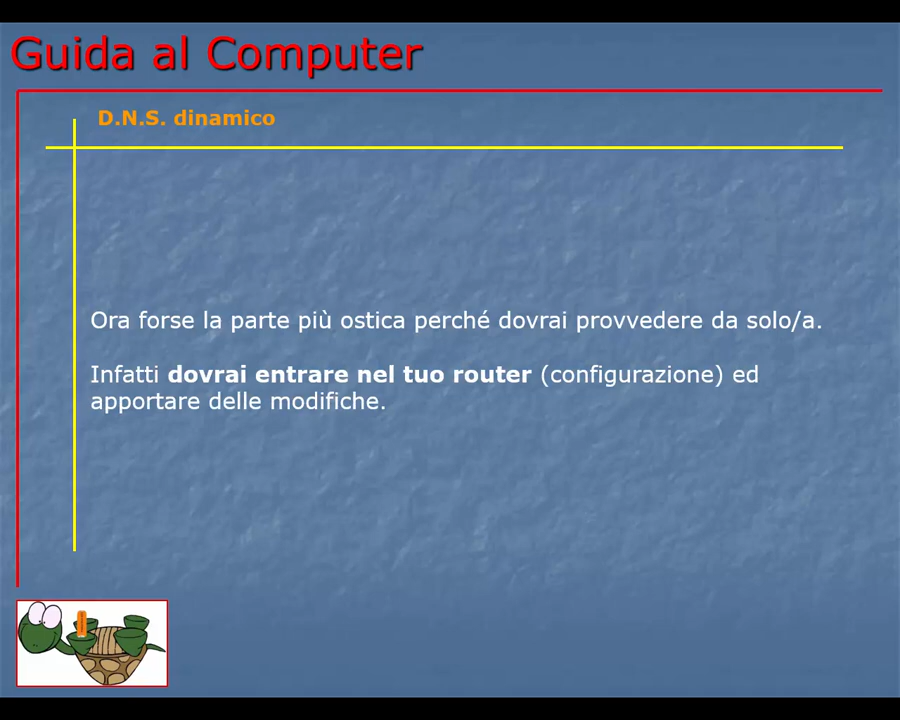 Guida al Computer
D.N.S. dinamico
Ora forse la parte più ostica perché dovrai provvedere da solo/a.
Infatti dovrai entrare nel tuo router (configurazione) ed
apportare delle modifiche.